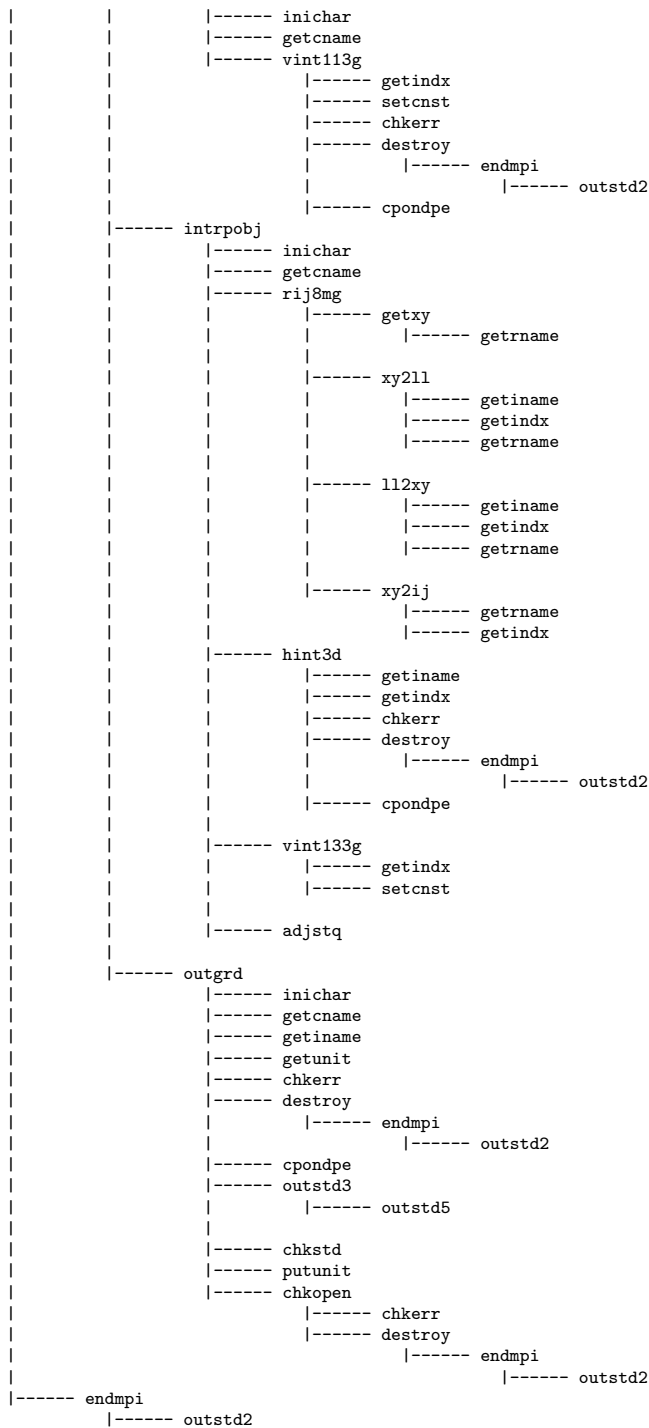 |           |           |------ inichar
|           |           |------ getcname
|           |           |------ vint113g
|           |           |           |------ getindx
|           |           |           |------ setcnst
|           |           |           |------ chkerr
|           |           |           |------ destroy
|           |           |           |           |------ endmpi
|           |           |           |                       |------ outstd2
|           |           |           |------ cpondpe
|           |------ intrpobj
|           |           |------ inichar
|           |           |------ getcname
|           |           |------ rij8mg
|           |           |           |------ getxy
|           |           |           |           |------ getrname
|           |           |           |
|           |           |           |------ xy2ll
|           |           |           |           |------ getiname
|           |           |           |           |------ getindx
|           |           |           |           |------ getrname
|           |           |           |
|           |           |           |------ ll2xy
|           |           |           |           |------ getiname
|           |           |           |           |------ getindx
|           |           |           |           |------ getrname
|           |           |           |
|           |           |           |------ xy2ij
|           |           |                       |------ getrname
|           |           |                       |------ getindx
|           |           |------ hint3d
|           |           |           |------ getiname
|           |           |           |------ getindx
|           |           |           |------ chkerr
|           |           |           |------ destroy
|           |           |           |           |------ endmpi
|           |           |           |                       |------ outstd2
|           |           |           |------ cpondpe
|           |           |
|           |           |------ vint133g
|           |           |           |------ getindx
|           |           |           |------ setcnst
|           |           |
|           |           |------ adjstq
|           |
|           |------ outgrd
|                       |------ inichar
|                       |------ getcname
|                       |------ getiname
|                       |------ getunit
|                       |------ chkerr
|                       |------ destroy
|                       |           |------ endmpi
|                       |                       |------ outstd2
|                       |------ cpondpe
|                       |------ outstd3
|                       |           |------ outstd5
|                       |
|                       |------ chkstd
|                       |------ putunit
|                       |------ chkopen
|                                   |------ chkerr
|                                   |------ destroy
|                                               |------ endmpi
|                                                           |------ outstd2
|------ endmpi
            |------ outstd2